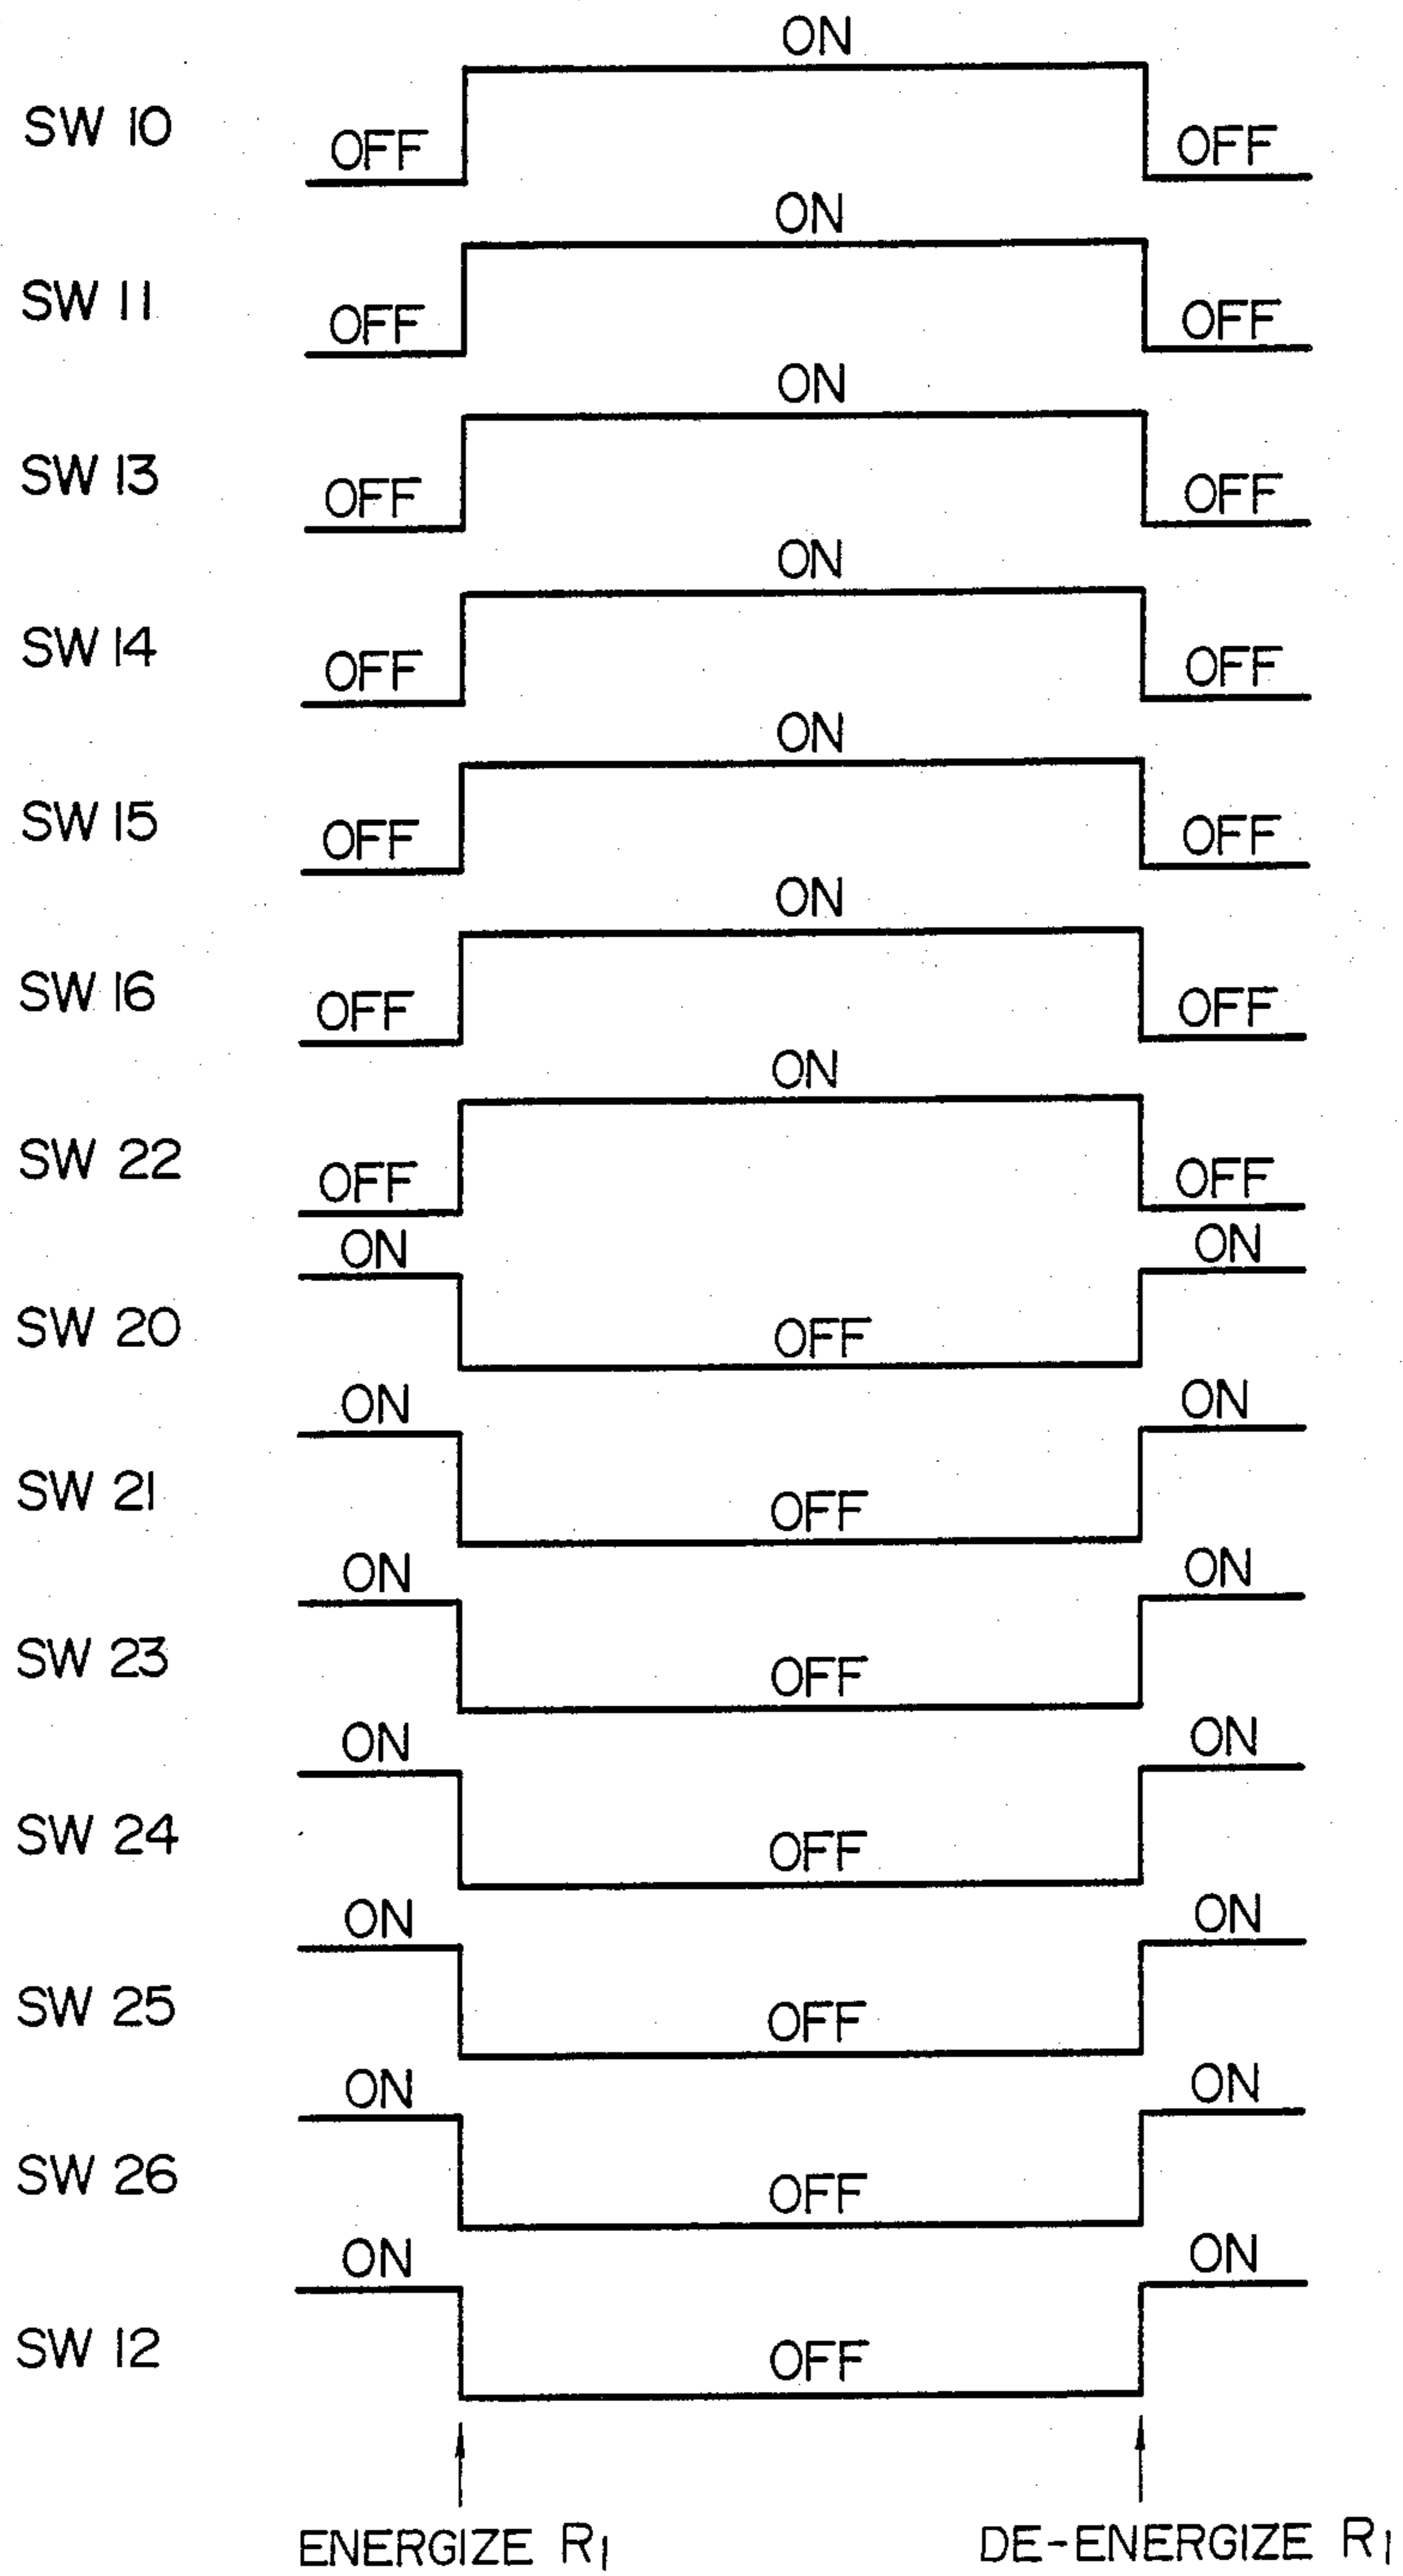 ON
SW 10 OFF OFF
ON
SW 11 OFF OFF
ON
SW 13 OFF OFF
ON
SW 14 OFF OFF
ON
SW 15 OFF OFF
ON
SW 16 OFF OFF
ON
SW 22 OFF OFF
ON ON
SW 20 OFF
ON ON
SW 21 OFF
ON ON
SW 23 OFF
ON ON
SW 24 OFF
ON ON
SW 25 OFF
ON ON
SW 26 OFF
ON ON
SW 12 OFF
ENERGIZE R1 DE-ENERGIZE R1